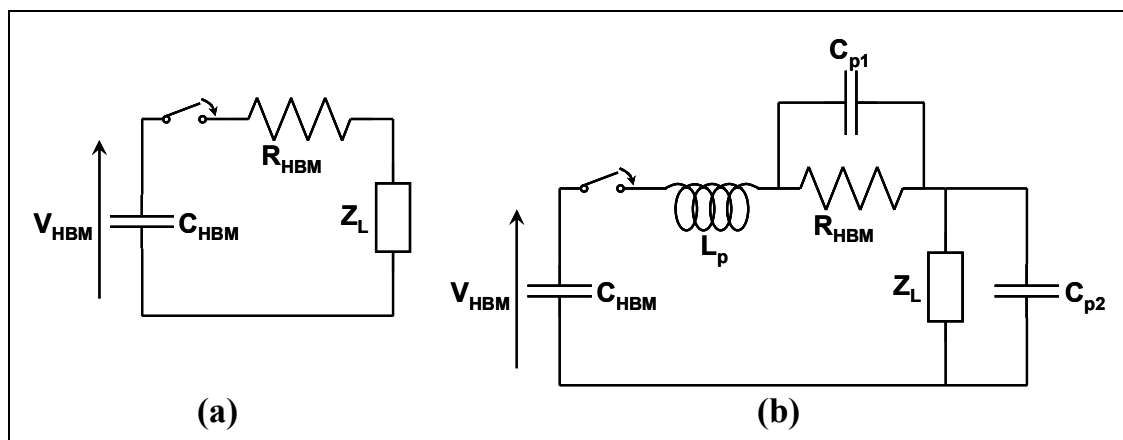 R_HBM
V_HBM
C_HBM
Z_L
(a)
C_p1
R_HBM
L_p
Z_L
V_HBM
C_HBM
C_p2
(b)